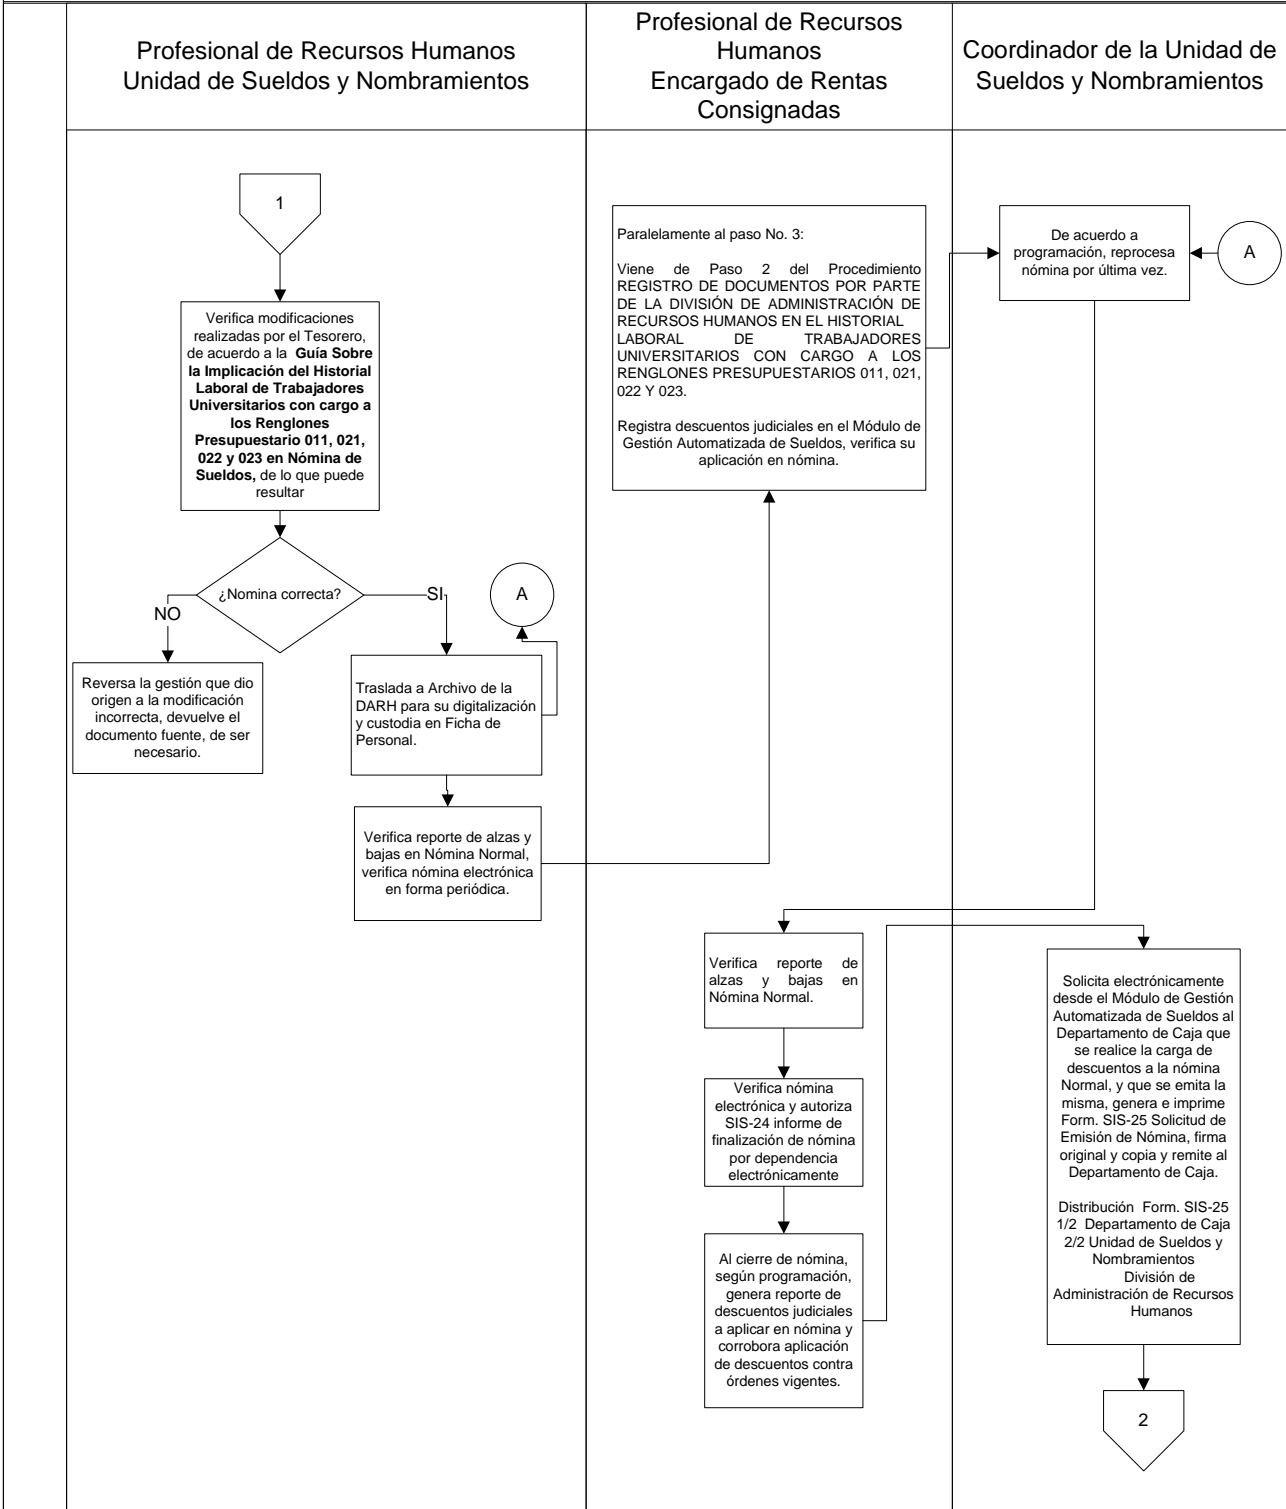 Profesional de Recursos Humanos
Unidad de Sueldos y Nombramientos
Profesional de Recursos
Humanos
Encargado de Rentas
Consignadas
Coordinador de la Unidad de
Sueldos y Nombramientos
1
Verifica modificaciones
realizadas por el Tesorero,
de acuerdo a la Guía Sobre
la Implicación del Historial
Laboral de Trabajadores
Universitarios con cargo a
los Renglones
Presupuestario 011, 021,
022 y 023 en Nómina de
Sueldos, de lo que puede
resultar
¿Nomina correcta?
NO
SI
A
Reversa la gestión que dio
origen a la modificación
incorrecta, devuelve el
documento fuente, de ser
necesario.
Traslada a Archivo de la
DARH para su digitalización
y custodia en Ficha de
Personal.
Verifica reporte de alzas y
bajas en Nómina Normal,
verifica nómina electrónica
en forma periódica.
Paralelamente al paso No. 3:
Viene de Paso 2 del Procedimiento
REGISTRO DE DOCUMENTOS POR PARTE
DE LA DIVISIÓN DE ADMINISTRACIÓN DE
RECURSOS HUMANOS EN EL HISTORIAL
LABORAL DE TRABAJADORES
UNIVERSITARIOS CON CARGO A LOS
RENGLONES PRESUPUESTARIOS 011, 021,
022 Y 023.
Registra descuentos judiciales en el Módulo de
Gestión Automatizada de Sueldos, verifica su
aplicación en nómina.
De acuerdo a
programación, reprocesa
nómina por última vez.
A
Verifica reporte de
alzas y bajas en
Nómina Normal.
Verifica nómina
electrónica y autoriza
SIS-24 informe de
finalización de nómina
por dependencia
electrónicamente
Al cierre de nómina,
según programación,
genera reporte de
descuentos judiciales
a aplicar en nómina y
corrobora aplicación
de descuentos contra
órdenes vigentes.
Solicita electrónicamente
desde el Módulo de Gestión
Automatizada de Sueldos al
Departamento de Caja que
se realice la carga de
descuentos a la nómina
Normal, y que se emita la
misma, genera e imprime
Form. SIS-25 Solicitud de
Emisión de Nómina, firma
original y copia y remite al
Departamento de Caja.
Distribución Form. SIS-25
1/2 Departamento de Caja
2/2 Unidad de Sueldos y
Nombramientos
División de
Administración de Recursos
Humanos
2